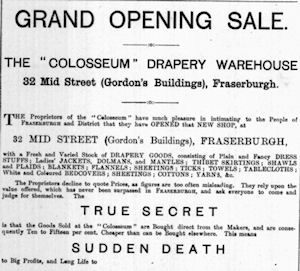 GRAND OPENING SALE.
THE "COLOSSEUM" DRAPERY WAREHOUSE
32 Mid Street (Gordon's Buildings), Fraserburgh.
THE Proprietors of the "Colosseum" have much pleasure in intimating to the People of
FRASERBURGH and District that they have OPENED that NEW SHOP, at
32 MID STREET (Gordon's Buildings), FRASERBURGH,
with a Fresh and Varied Stock of DRAPERY GOODS, consisting of Plain and Fancy DRESS
STUFFS; Ladies' JACKETS, DOLMANS, and MANTLES; THIBET SKIRTINGS; SHAWLS
and PLAIDS; BLANKETS; FLANNELS; SHIRTINGS; TICKS; TOWELS; TABLECLOTHS;
White and Coloured BEDCOVERS; SHEETINGS; COTTONS; YARNS, &c.
The Proprietors decline to quote Prices, as figures are too often misleading. They rely upon the
value offered, which has never been surpassed in FRASERBURGH, and ask everyone to come and
judge for themselves. The
TRUE SECRET
is that the Goods Sold at the "Colosseum" are Bought direct from the Makers, and are conse-
quently Ten to Fifteen per cent. Cheaper than can be Bought elsewhere. This means
SUDDEN DEATH
to Big Profits, and Long Life to